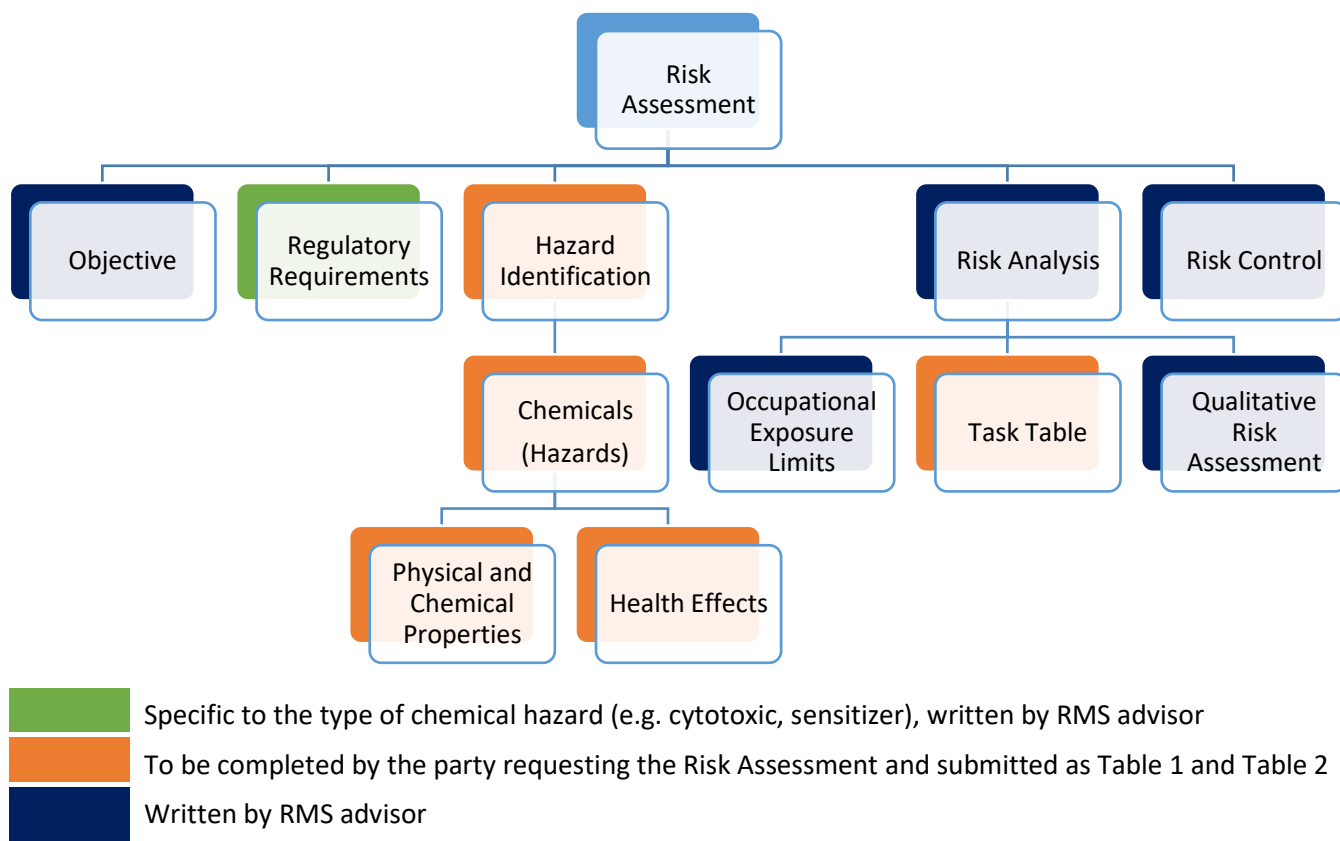 Risk
Assessment
Objective
Regulatory
Requirements
Hazard
Identification
Risk Analysis
Risk Control
Chemicals
(Hazards)
Occupational
Exposure
Limits
Task Table
Qualitative
Risk
Assessment
Physical and
Chemical
Properties
Health Effects
Specific to the type of chemical hazard (e.g. cytotoxic, sensitizer), written by RMS advisor
To be completed by the party requesting the Risk Assessment and submitted as Table 1 and Table 2
Written by RMS advisor